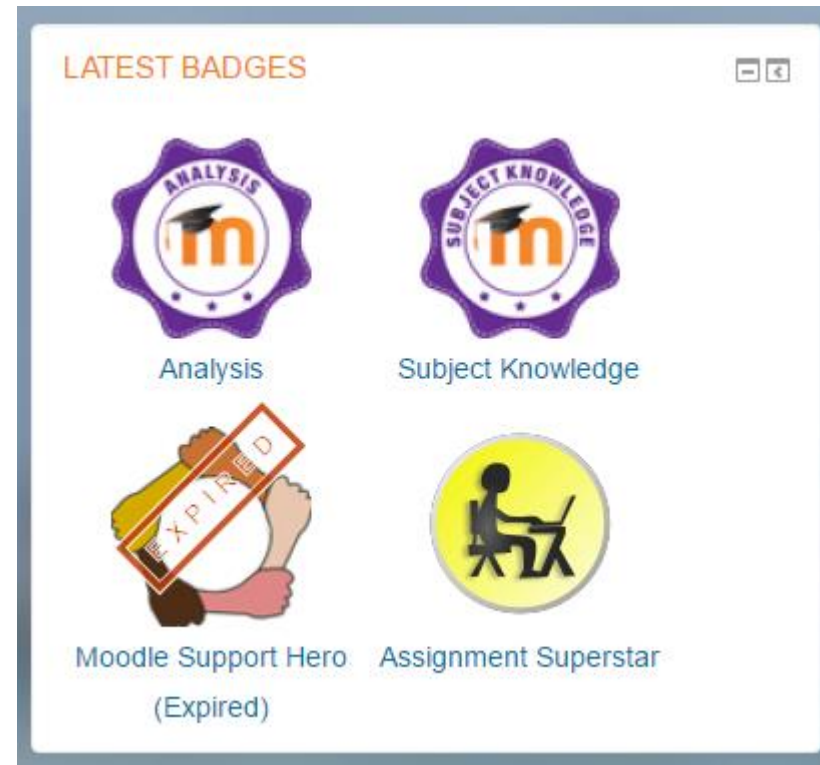 LATEST BADGES
ANALYSIS
m
SUBJECT KNOWLEDGE
m
Analysis
Subject Knowledge
EXPIRED
Moodle Support Hero
(Expired)
Assignment Superstar